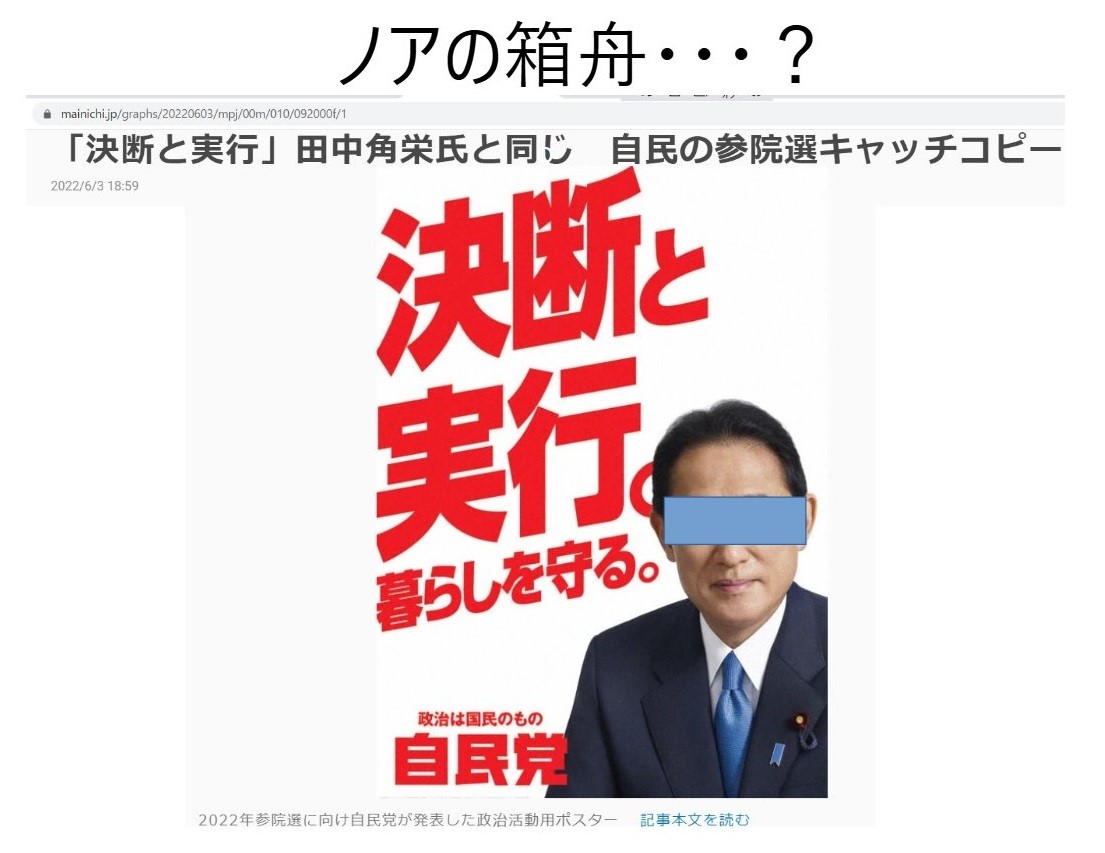 ノアの箱舟・・・？
mainichi.jp/graphs/20220603/mpj/00m/010/092000f/1
「決断と実行」田中角栄氏と同じ　自民の参院選キャッチコピー
2022/6/3 18:59
決断と
実行。
暮らしを守る。
政治は国民のもの
自民党
2022年参院選に向け自民党が発表した政治活動用ポスター　記事本文を読む